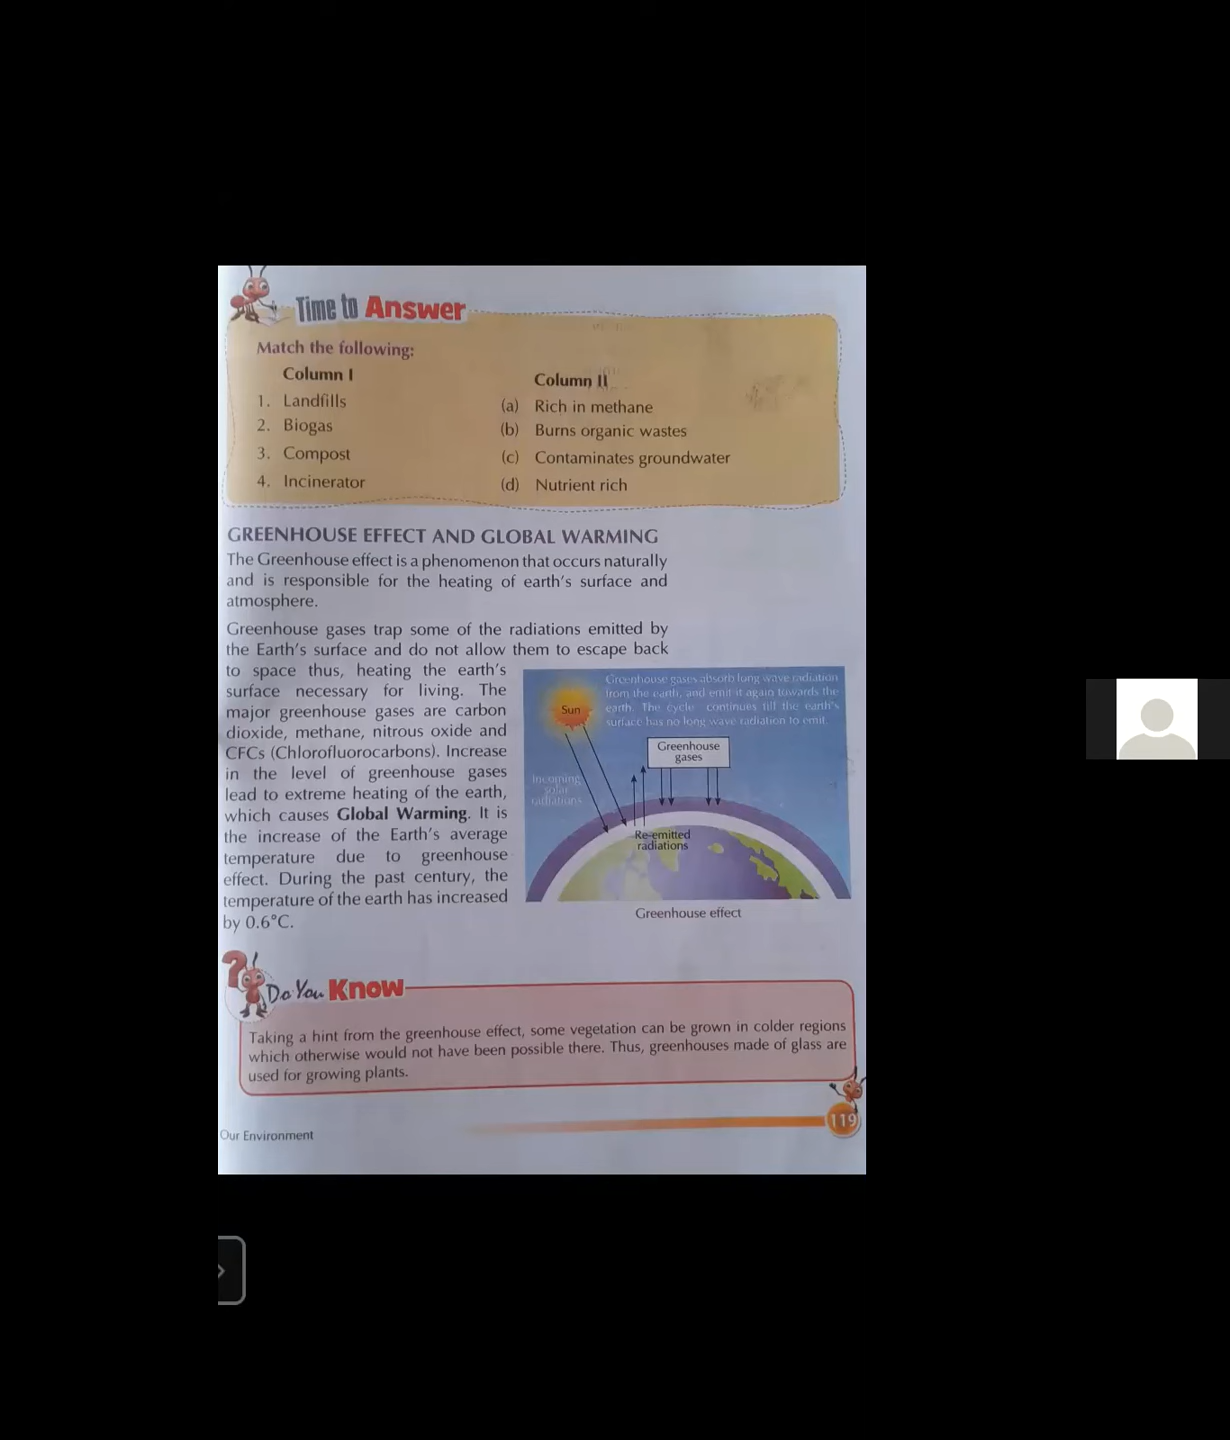 Time to Answer
Match the following:
Column I
Column II
1. Landfills
(a) Rich in methane
2. Biogas
(b) Burns organic wastes
3. Compost
(c) Contaminates groundwater
4. Incinerator
(d) Nutrient rich
GREENHOUSE EFFECT AND GLOBAL WARMING
The Greenhouse effect is a phenomenon that occurs naturally
and is responsible for the heating of earth's surface and
atmosphere.
Greenhouse gases trap some of the radiations emitted by
the Earth's surface and do not allow them to escape back
to space thus, heating the earth's
surface necessary for living. The
major greenhouse gases are carbon
dioxide, methane, nitrous oxide and
CFCs (Chlorofluorocarbons). Increase
in the level of greenhouse gases
lead to extreme heating of the earth,
which causes Global Warming. It is
the increase of the Earth's average
temperature due to greenhouse
effect. During the past century, the
temperature of the earth has increased
by 0.6°C.
Greenhouse gases absorb long wave radiation
from the earth, and emit it again towards the
earth. The cycle continues till the earth's
surface has no long wave radiation to emit.
Sun
Greenhouse
gases
Incoming
solar
radiations
Re-emitted
radiations
Greenhouse effect
? Do You Know
Taking a hint from the greenhouse effect, some vegetation can be grown in colder regions
which otherwise would not have been possible there. Thus, greenhouses made of glass are
used for growing plants.
Our Environment
119